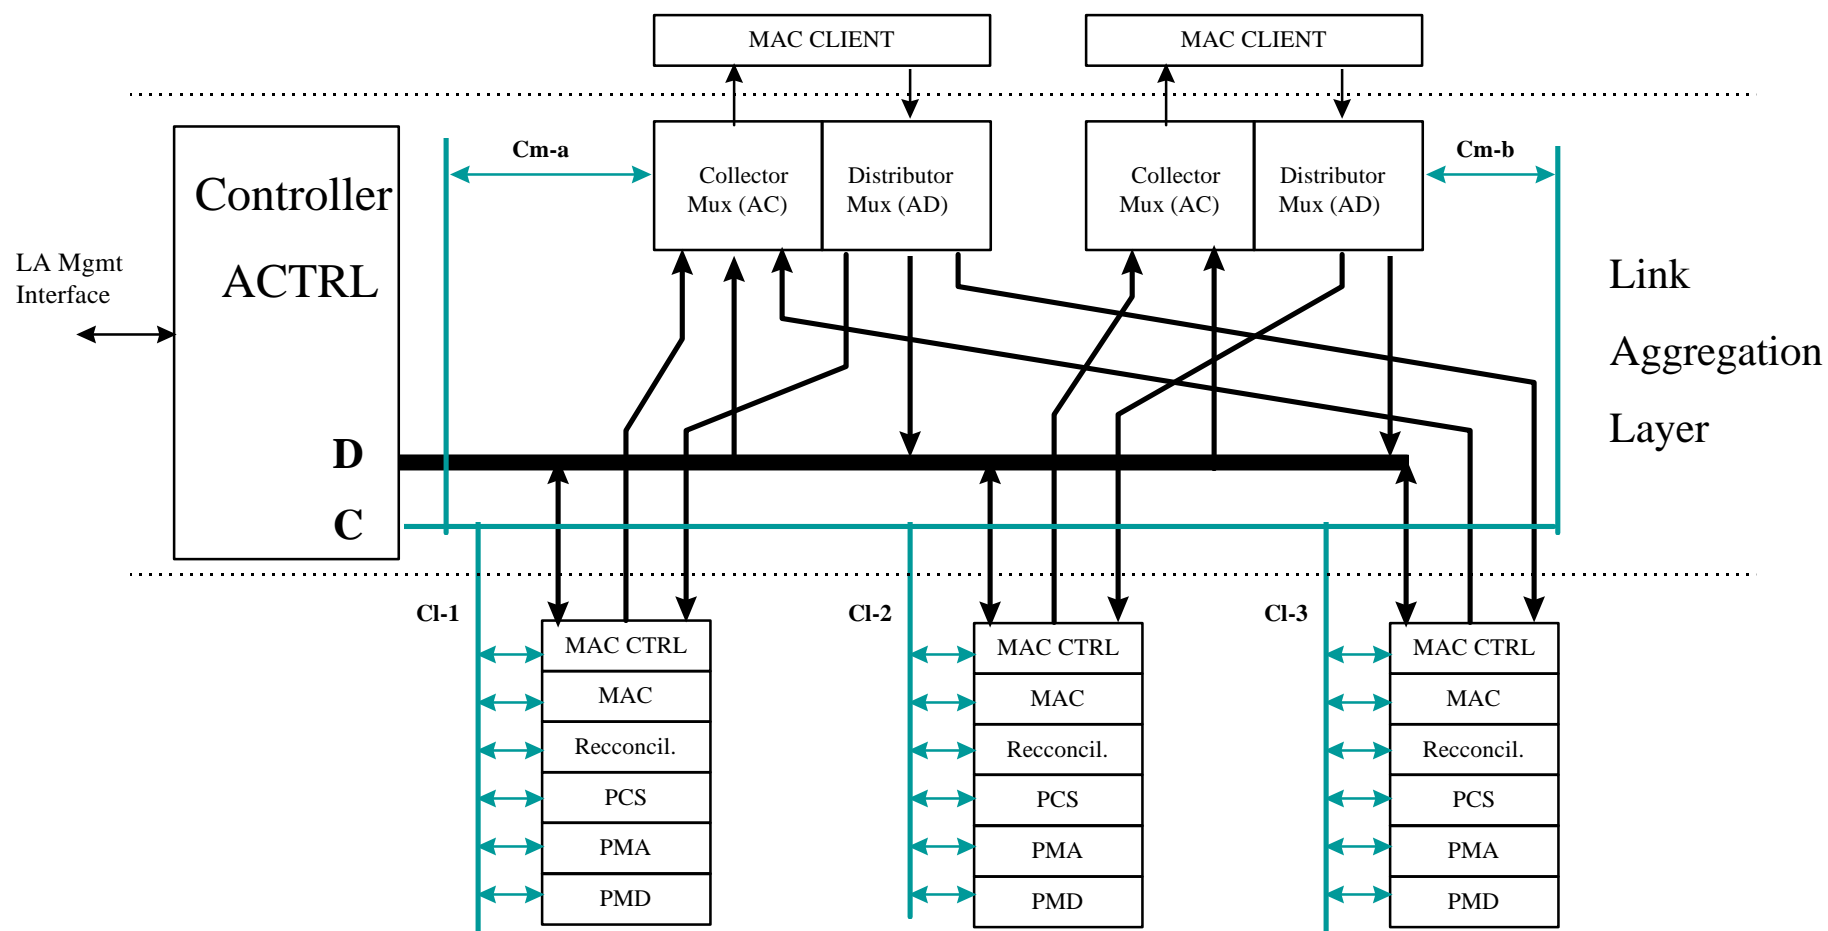 MAC CLIENT
MAC CLIENT
Controller
ACTRL
LA Mgmt
Interface
Cm-a
Collector
Mux (AC)
Distributor
Mux (AD)
Collector
Mux (AC)
Distributor
Mux (AD)
Cm-b
Link
Aggregation
Layer
D
C
Cl-1
MAC CTRL
MAC
Recconcil.
PCS
PMA
PMD
Cl-2
MAC CTRL
MAC
Recconcil.
PCS
PMA
PMD
Cl-3
MAC CTRL
MAC
Recconcil.
PCS
PMA
PMD